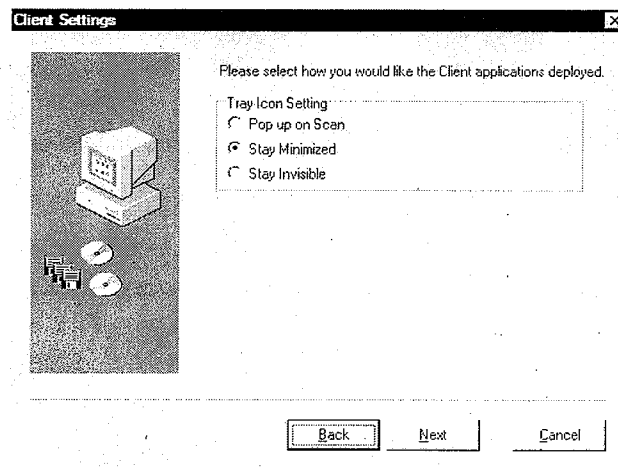 Client Settings
Please select how you would like the Client applications deployed.
Tray Icon Setting
Pop up on Scan
Stay Minimized
Stay Invisible
Back
Next
Cancel